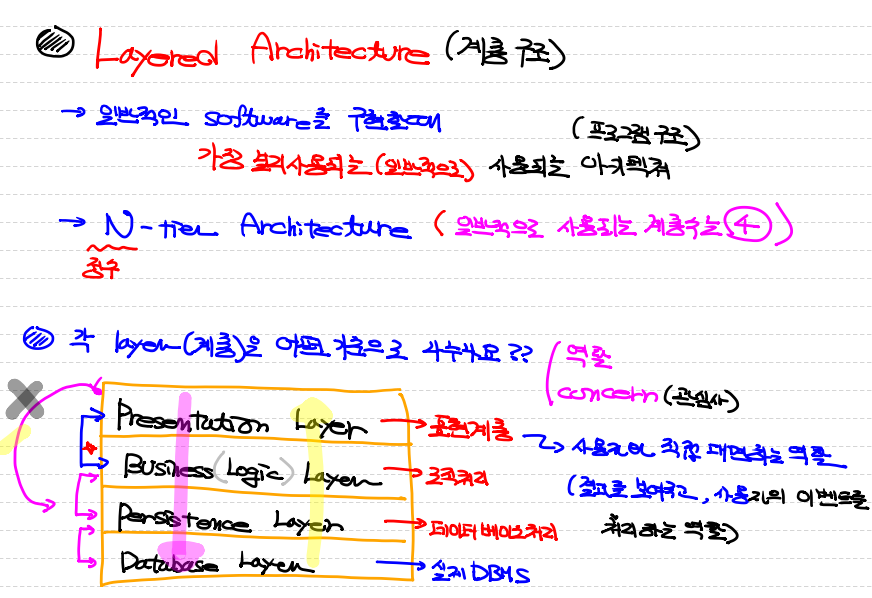 Layered Architecture (계층 구조)
→ 일반적인 software를 구현할때
(프로그램 구조)
가장 널리사용되는 (일반적으로) 사용되는 아키텍쳐
→ N-tier Architecture (일반적으로 사용되는 계층수는 4)
층수
각 layer(계층)을 어떤 기준으로 나누나요??
역할
concern (관심사)
Presentation Layer → 표현계층
→ 사용자와 직접 대면하는 역할
Business (Logic) Layer → 로직처리
(결과를 보여주고, 사용자의 이벤트를
처리하는 역할)
Persistence Layer → 데이터베이스처리
Database Layer → 실제 DBMS